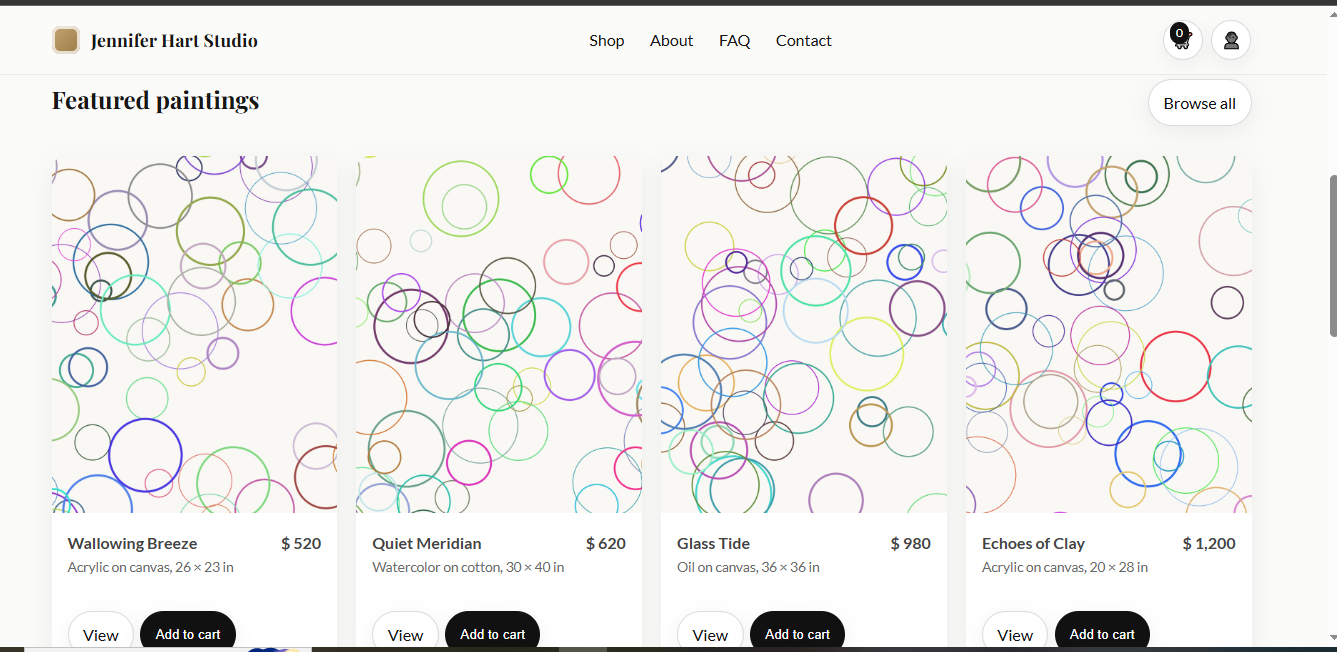 Jennifer Hart Studio
Shop About FAQ Contact
0
Featured paintings
Browse all
Wallowing Breeze $ 520
Acrylic on canvas, 26 × 23 in
View Add to cart
Quiet Meridian $ 620
Watercolor on cotton, 30 × 40 in
View Add to cart
Glass Tide $ 980
Oil on canvas, 36 × 36 in
View Add to cart
Echoes of Clay $ 1,200
Acrylic on canvas, 20 × 28 in
View Add to cart